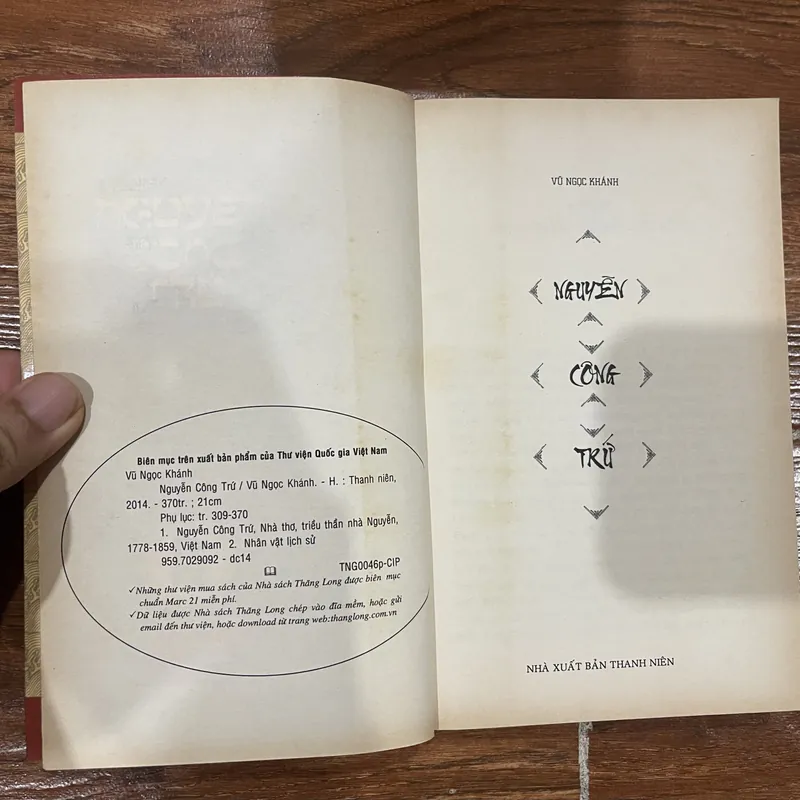 Biên mục trên xuất bản phẩm của Thư viện Quốc gia Việt Nam
Vũ Ngọc Khánh
Nguyễn Công Trứ / Vũ Ngọc Khánh. - H. : Thanh niên,
2014. - 370tr. ; 21cm
Phụ lục: tr. 309-370
1. Nguyễn Công Trứ, Nhà thơ, triều thần nhà Nguyễn,
1778-1859, Việt Nam 2. Nhân vật lịch sử
959.7029092 - dc14
TNG0046p-CIP
✓Những thư viện mua sách của Nhà sách Thăng Long được biên mục
chuẩn Marc 21 miễn phí.
✓Dữ liệu được Nhà sách Thăng Long chép vào đĩa mềm, hoặc gửi
email đến thư viện, hoặc download từ trang web:thanglong.com.vn
VŨ NGỌC KHÁNH
NGUYỄN
CÔNG
TRỨ
NHÀ XUẤT BẢN THANH NIÊN